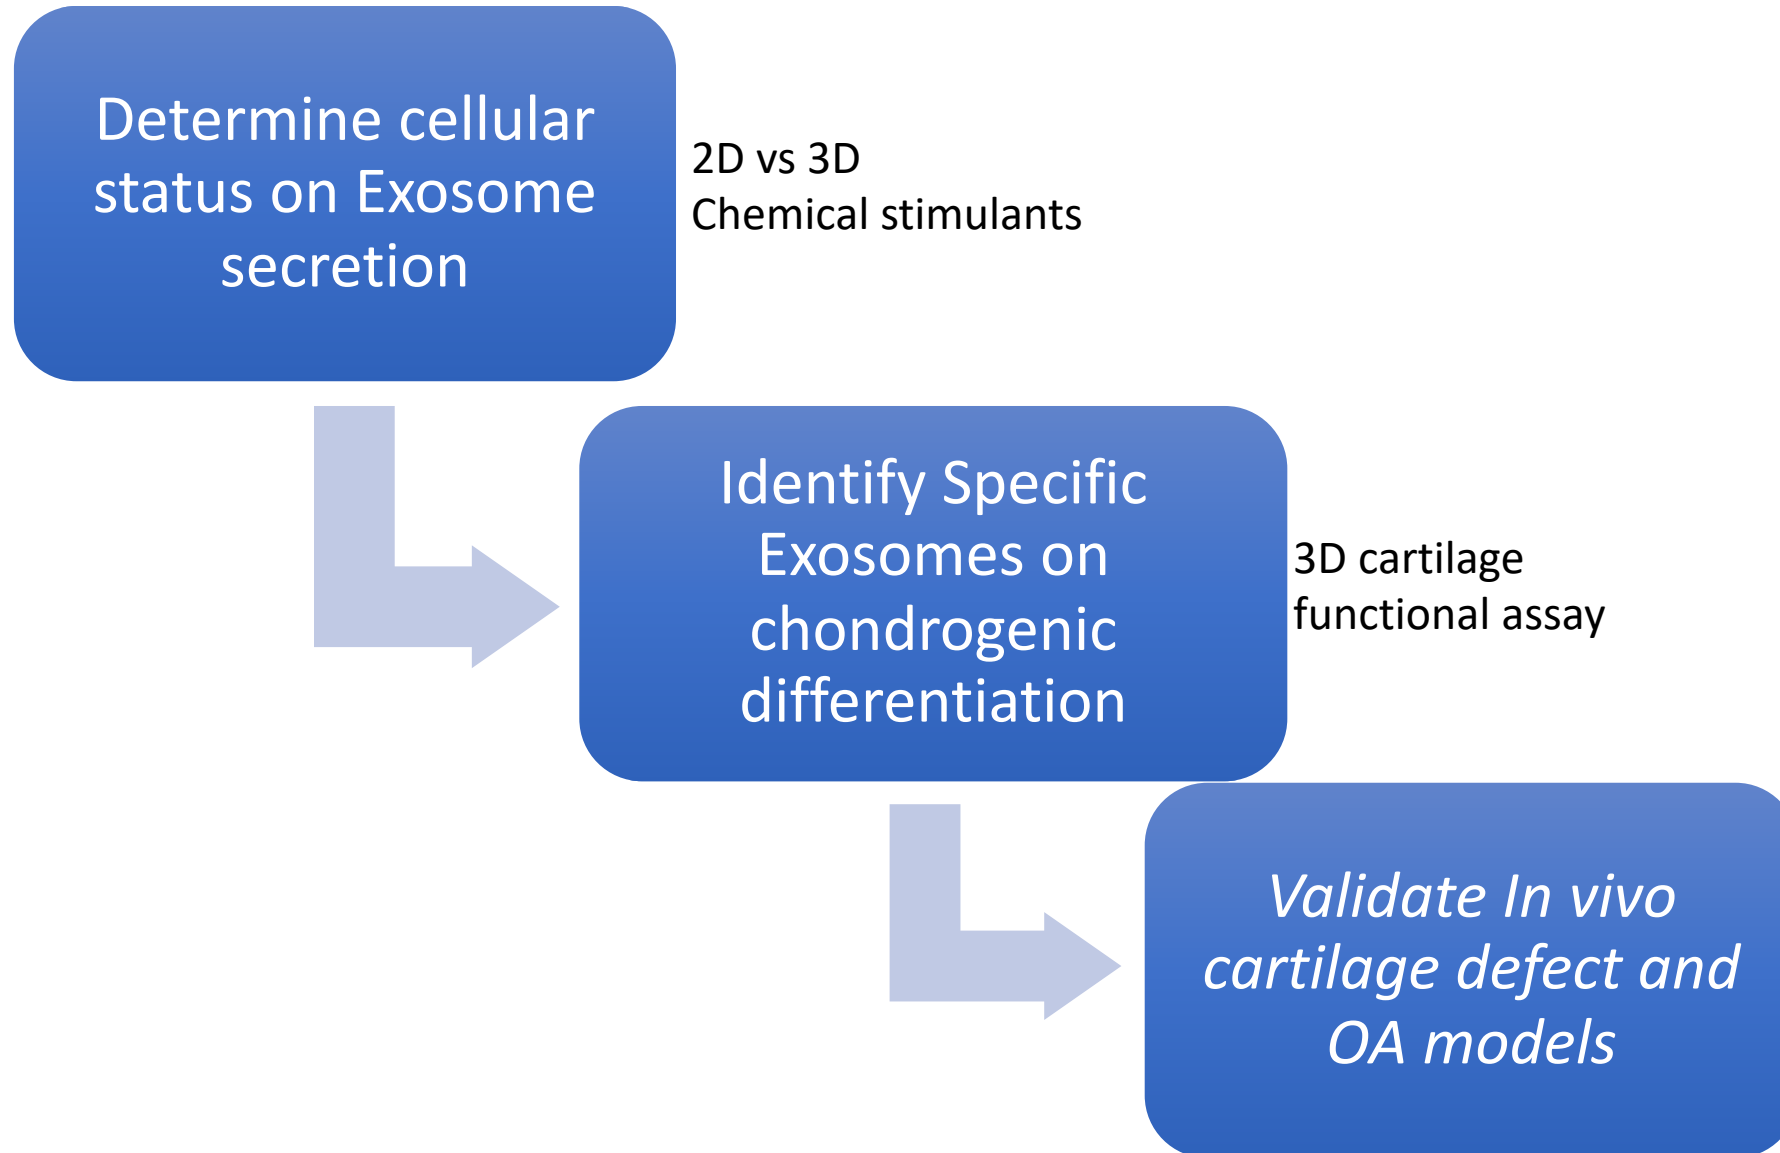 Determine cellular
status on Exosome
secretion
2D vs 3D
Chemical stimulants
Identify Specific
Exosomes on
chondrogenic
differentiation
3D cartilage
functional assay
Validate In vivo
cartilage defect and
OA models